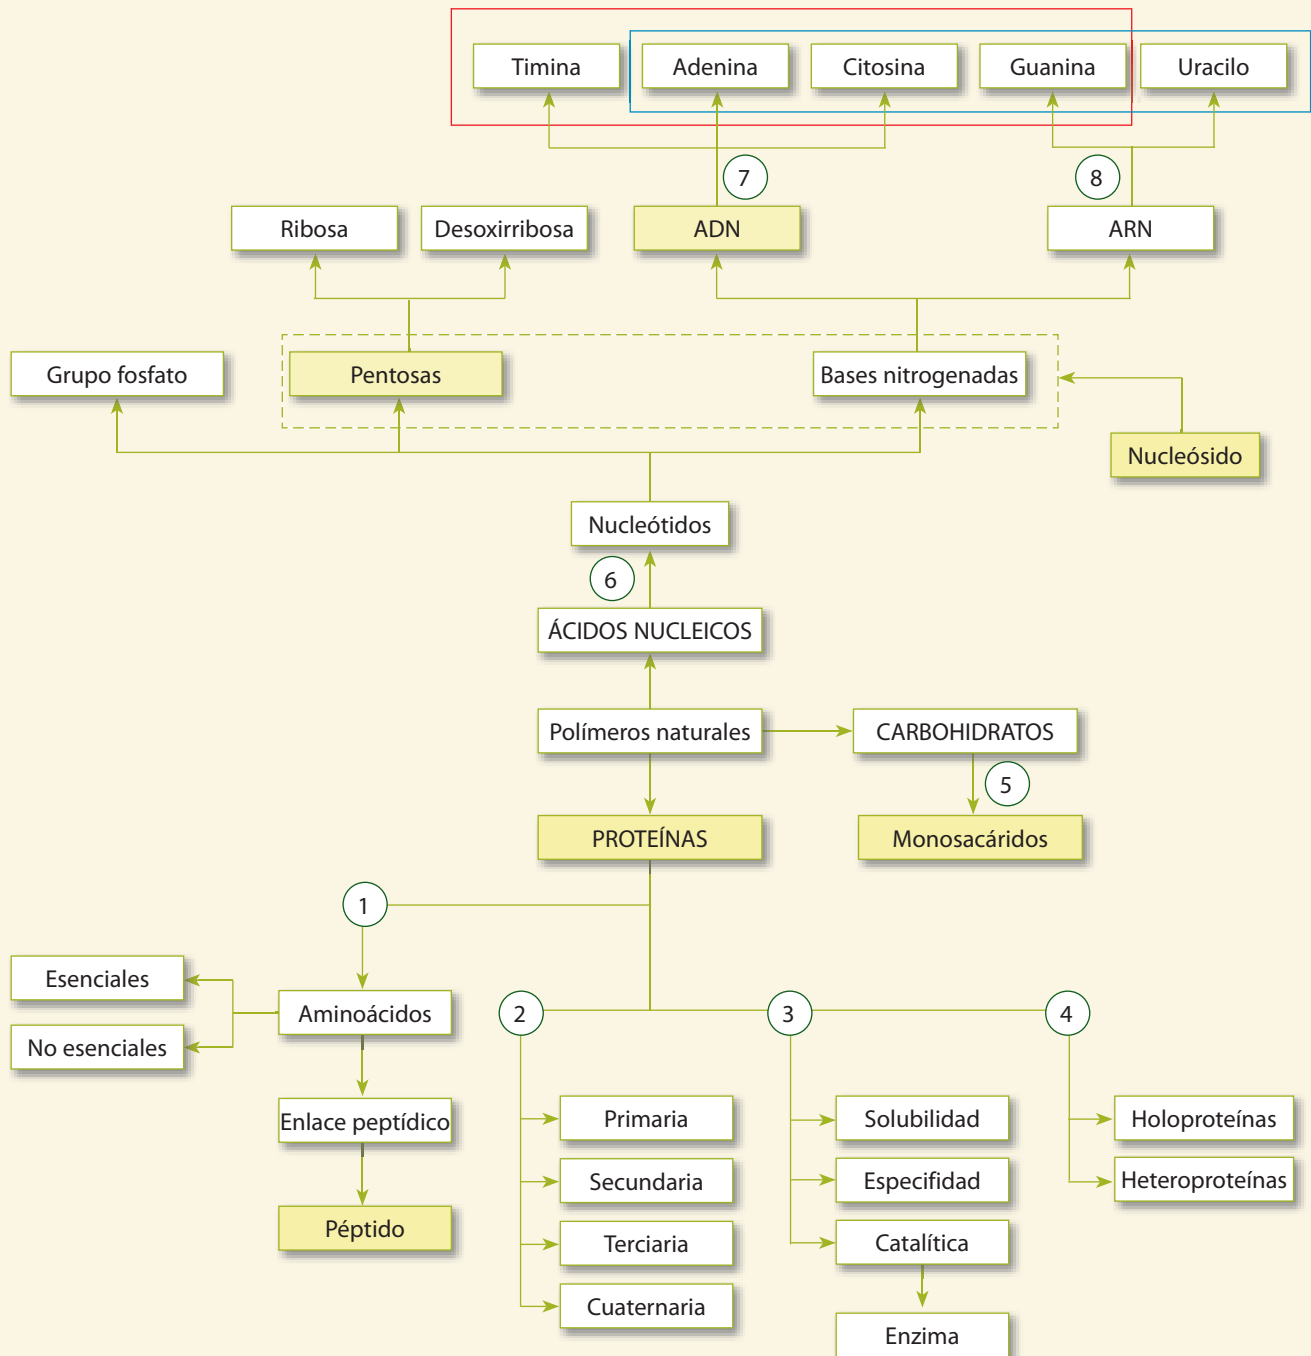 Timina
Adenina
Citosina
Guanina
Uracilo
7
8
Ribosa
Desoxirribosa
ADN
ARN
Grupo fosfato
Pentosas
Bases nitrogenadas
Nucleósido
Nucleótidos
6
ÁCIDOS NUCLEICOS
Polímeros naturales
CARBOHIDRATOS
5
PROTEÍNAS
Monosacáridos
1
Esenciales
No esenciales
Aminoácidos
2
3
4
Enlace peptídico
Péptido
Primaria
Secundaria
Terciaria
Cuaternaria
Solubilidad
Especifidad
Catalítica
Enzima
Holoproteínas
Heteroproteínas